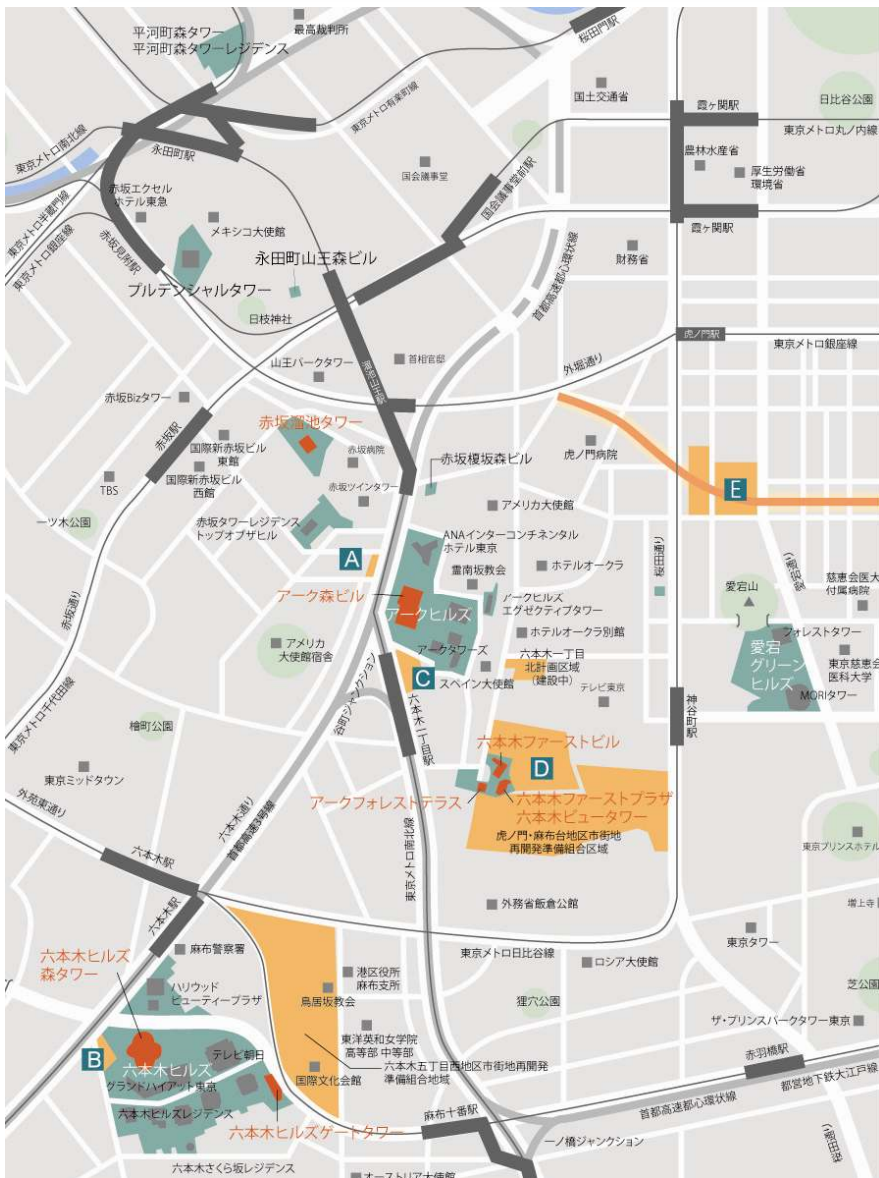 平河町森タワー
平河町森タワーレジデンス
最高裁判所
桜田門駅
国土交通省
霞ヶ関駅
日比谷公園
東京メトロ有楽町線
東京メトロ丸ノ内線
東京メトロ南北線
永田町駅
農林水産省
厚生労働省
環境省
国会議事堂
国会議事堂前駅
赤坂エクセル
ホテル東急
メキシコ大使館
東京メトロ半蔵門線
東京メトロ銀座線
赤坂見附駅
霞ヶ関駅
財務省
永田町山王森ビル
プルデンシャルタワー
日枝神社
首都高速都心環状線
虎ノ門駅
東京メトロ銀座線
山王パークタワー
首相官邸
外堀通り
溜池山王駅
赤坂Bizタワー
赤坂駅
赤坂溜池タワー
国際新赤坂ビル
東館
赤坂病院
虎ノ門病院
赤坂榎坂森ビル
国際新赤坂ビル
西館
TBS
赤坂ツインタワー
E
アメリカ大使館
一ツ木公園
赤坂タワーレジデンス
トップオブザヒル
ANAインターコンチネンタル
ホテル東京
桜田通り
愛宕通り
A
霊南坂教会
ホテルオークラ
愛宕山
慈恵会医大
付属病院
アーク森ビル
アークヒルズ
アークヒルズ
エグゼクティブタワー
赤坂通り
ホテルオークラ別館
フォレストタワー
アメリカ
大使館宿舎
アークタワーズ
六本木一丁目
北計画区域
(建設中)
愛宕
グリーン
ヒルズ
東京慈恵会
医科大学
C
スペイン大使館
テレビ東京
MORIタワー
谷町ジャンクション
六本木一丁目駅
神谷町駅
東京メトロ千代田線
檜町公園
六本木ファーストビル
D
東京ミッドタウン
アークフォレストテラス
六本木ファーストプラザ
六本木ビュータワー
外苑東通り
六本木通り
首都高速3号線
虎ノ門・麻布台地区市街地
再開発準備組合区域
東京プリンスホテル
六本木駅
東京メトロ南北線
六本木駅
外務省飯倉公館
増上寺
東京タワー
麻布警察署
東京メトロ日比谷線
ロシア大使館
六本木ヒルズ
森タワー
港区役所
麻布支所
ハリウッド
ビューティープラザ
鳥居坂教会
狸穴公園
芝公園
ザ・プリンスパークタワー東京
東洋英和女学院
高等部 中等部
テレビ朝日
赤羽橋駅
B
六本木ヒルズ
グランドハイアット東京
国際文化会館
六本木五丁目西地区市街地再開発
準備組合地域
都営地下鉄大江戸線
六本木ヒルズレジデンス
首都高速都心環状線
麻布十番駅
六本木ヒルズゲートタワー
一ノ橋ジャンクション
桜田通り
六本木さくら坂レジデンス
オーストリア大使館